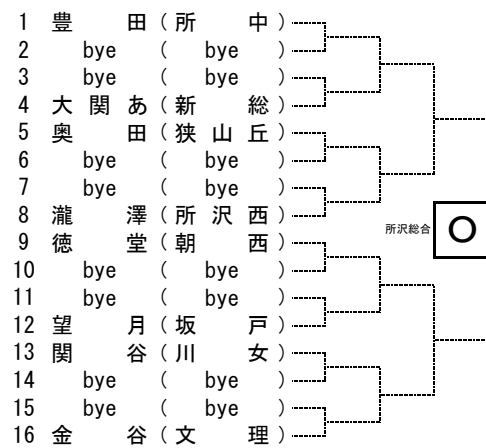 1 豊 田 ( 所 中 )
2 bye ( bye )
3 bye ( bye )
4 大 関 あ ( 新 総 )
5 奥 田 ( 狭 山 丘 )
6 bye ( bye )
7 bye ( bye )
8 瀧 澤 ( 所 沢 西 )
9 徳 堂 ( 朝 西 )
10 bye ( bye )
11 bye ( bye )
12 望 月 ( 坂 戸 )
13 関 谷 ( 川 女 )
14 bye ( bye )
15 bye ( bye )
16 金 谷 ( 文 理 )
所沢総合 O